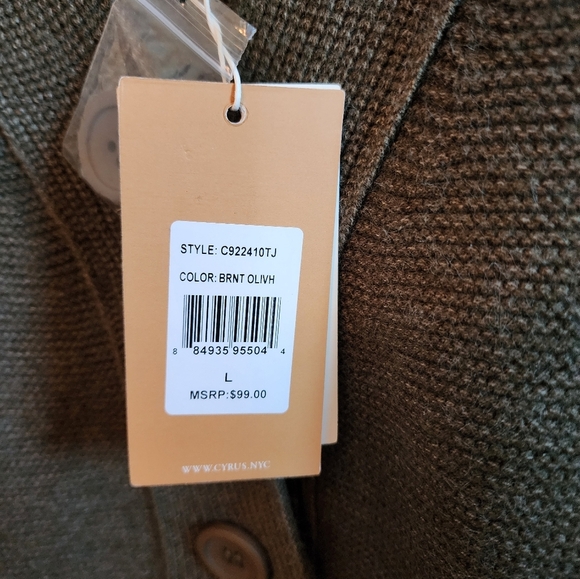 STYLE: C922410TJ
COLOR: BRNT OLIVH
8 84935 95504 4
L
MSRP:$99.00
WWW.CYRUS.NYC